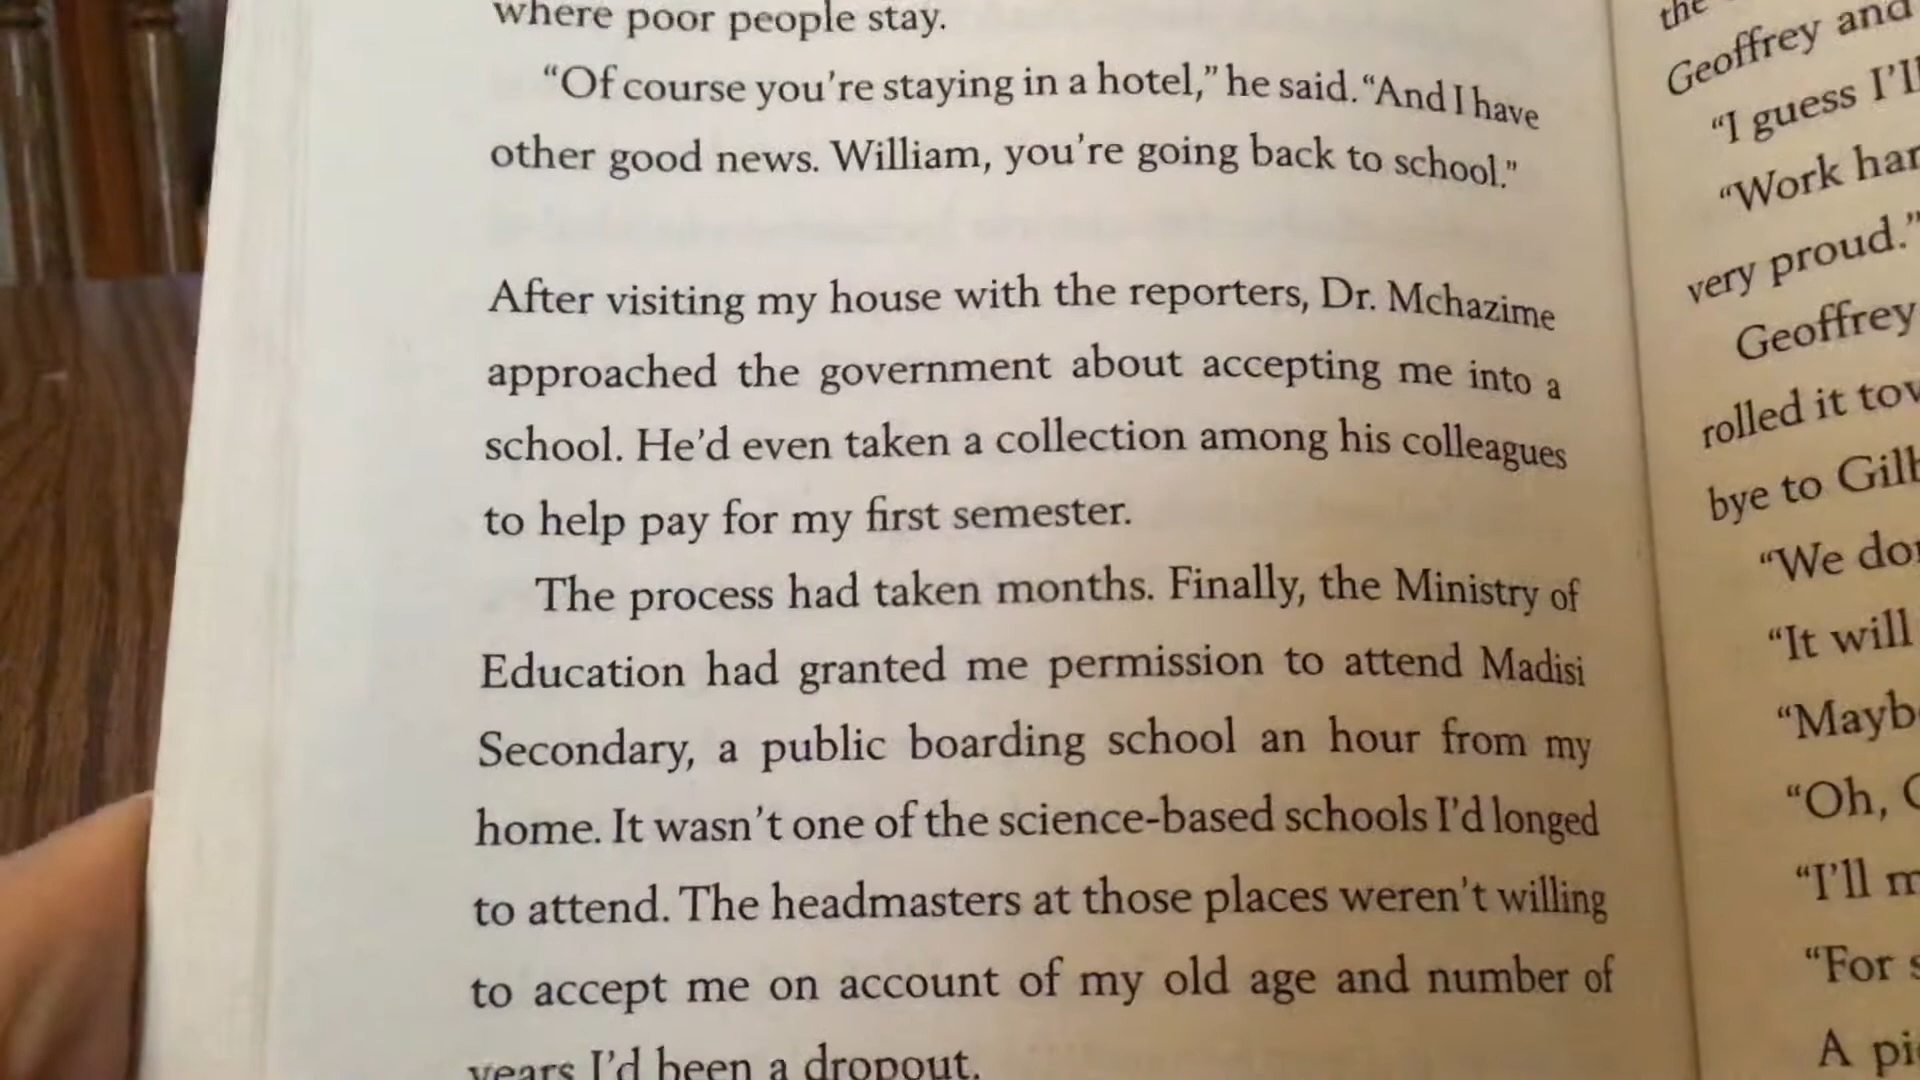 where poor people stay.
“Of course you’re staying in a hotel,” he said. “And I have
other good news. William, you’re going back to school.”
After visiting my house with the reporters, Dr. Mchazime
approached the government about accepting me into a
school. He’d even taken a collection among his colleagues
to help pay for my first semester.
The process had taken months. Finally, the Ministry of
Education had granted me permission to attend Madisi
Secondary, a public boarding school an hour from my
home. It wasn’t one of the science-based schools I’d longed
to attend. The headmasters at those places weren’t willing
to accept me on account of my old age and number of
years I’d been a dropout.
the
Geoffrey and
“I guess I’ll
“Work
very proud.”
Geoffrey
rolled it
bye to
“We
“It will
“Oh,
“I’ll
“For
A